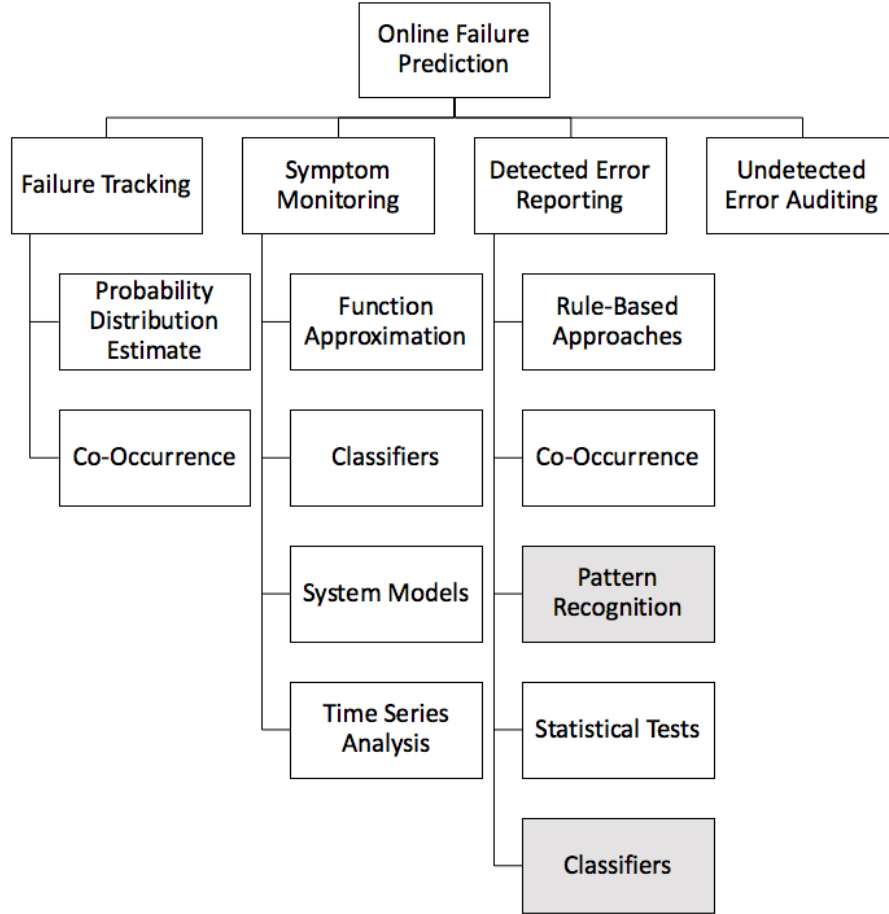 Online Failure
Prediction
Failure Tracking
Symptom
Monitoring
Detected Error
Reporting
Undetected
Error Auditing
Probability
Distribution
Estimate
Co-Occurrence
Function
Approximation
Classifiers
System Models
Time Series
Analysis
Rule-Based
Approaches
Co-Occurrence
Pattern
Recognition
Statistical Tests
Classifiers